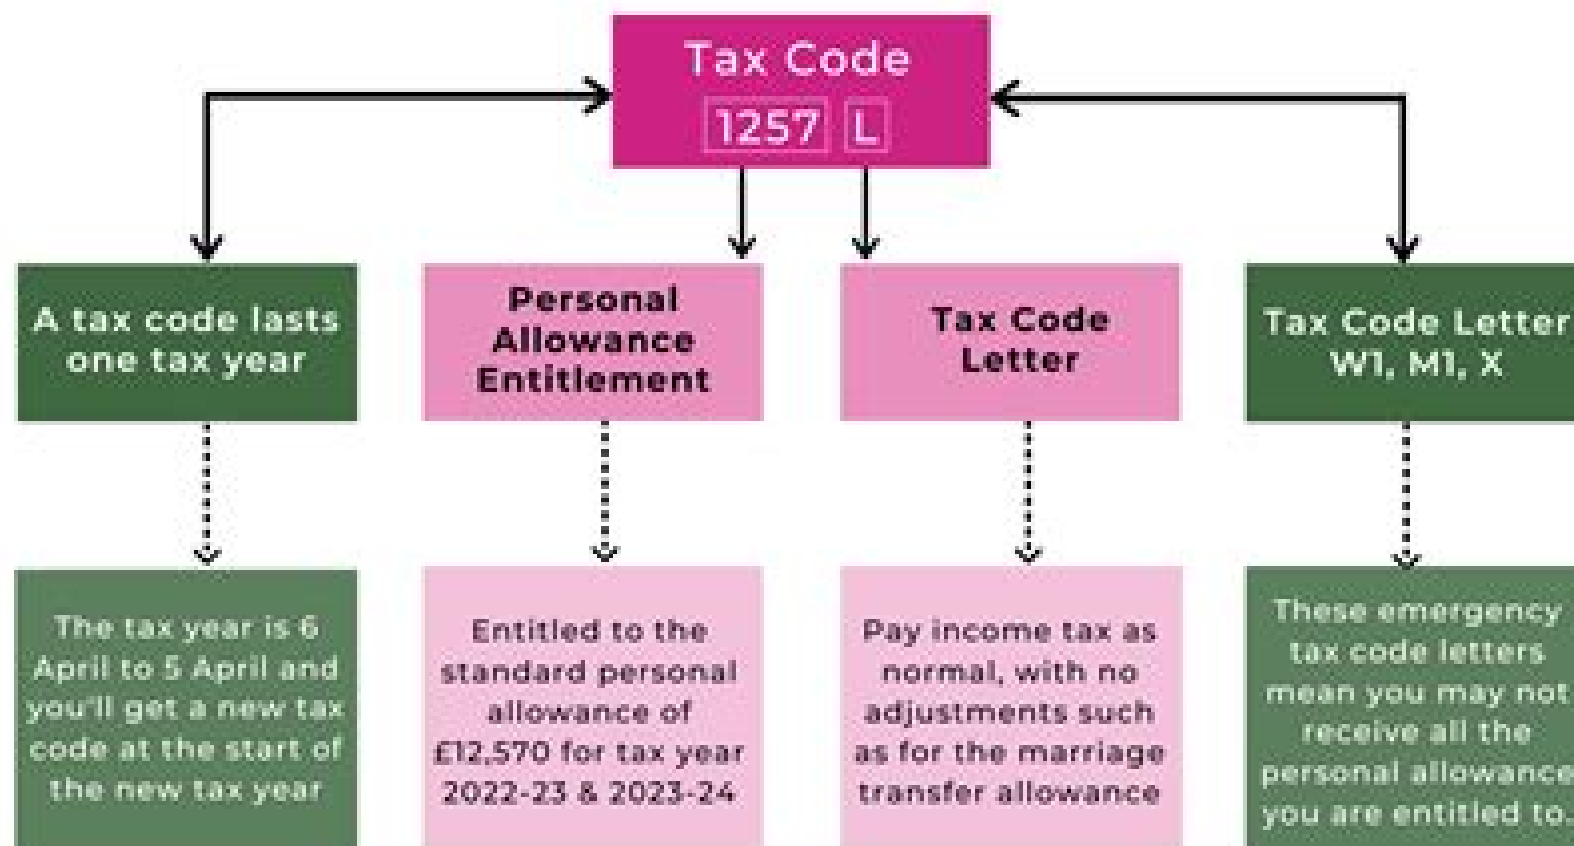 Tax Code
1257 L
A tax code lasts
one tax year
Personal
Allowance
Entitlement
Tax Code
Letter
Tax Code Letter
W1, M1, X
The tax year is 6
April to 5 April and
you'll get a new tax
code at the start of
the new tax year
Entitled to the
standard personal
allowance of
£12,570 for tax year
2022-23 & 2023-24
Pay income tax as
normal, with no
adjustments such
as for the marriage
transfer allowance
These emergency
tax code letters
mean you may not
receive all the
personal allowance
you are entitled to.